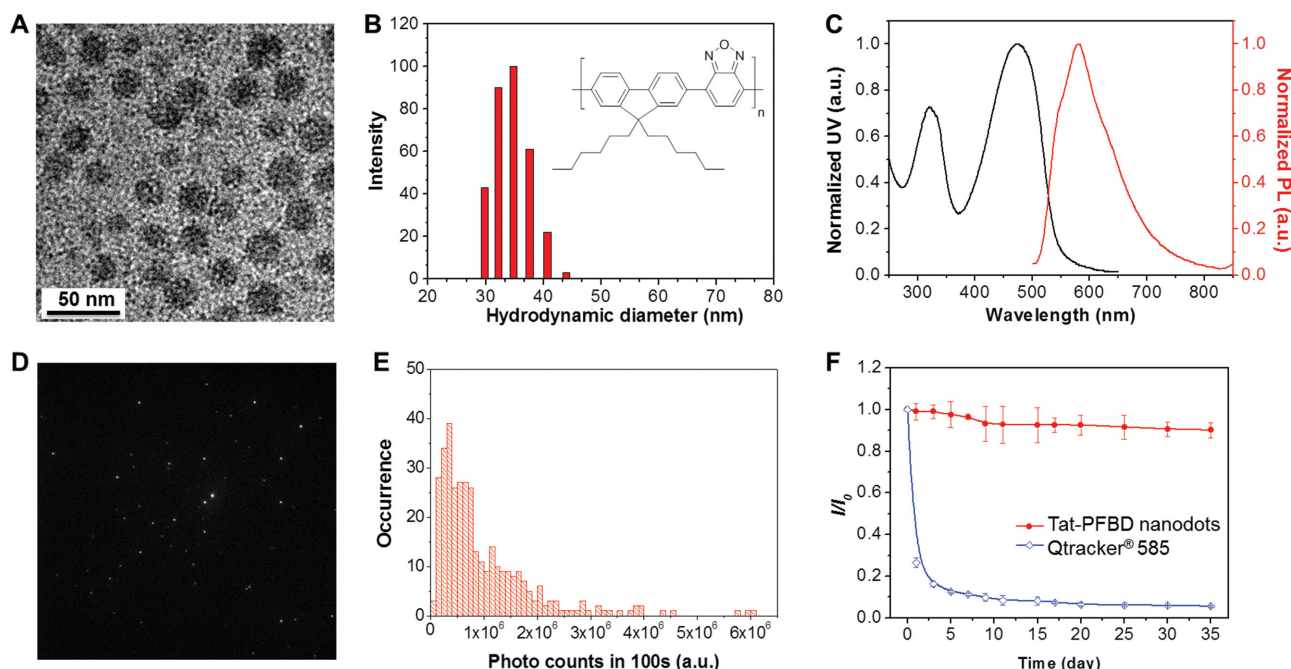 A
50 nm
B
120
100
80
60
40
20
0
Intensity
20 30 40 50 60 70 80
Hydrodynamic diameter (nm)
N O N
n
C
1.0
0.8
0.6
0.4
0.2
0.0
Normalized UV (a.u.)
1.0
0.8
0.6
0.4
0.2
0.0
Normalized PL (a.u.)
300 400 500 600 700 800
Wavelength (nm)
D
E
50
40
30
20
10
0
Occurrence
0 1x10⁶ 2x10⁶ 3x10⁶ 4x10⁶ 5x10⁶ 6x10⁶
Photo counts in 100s (a.u.)
F
1.2
1.0
0.8
0.6
0.4
0.2
0.0
I/I₀
Tat-PFBD nanodots
Qtracker® 585
0 5 10 15 20 25 30 35
Time (day)